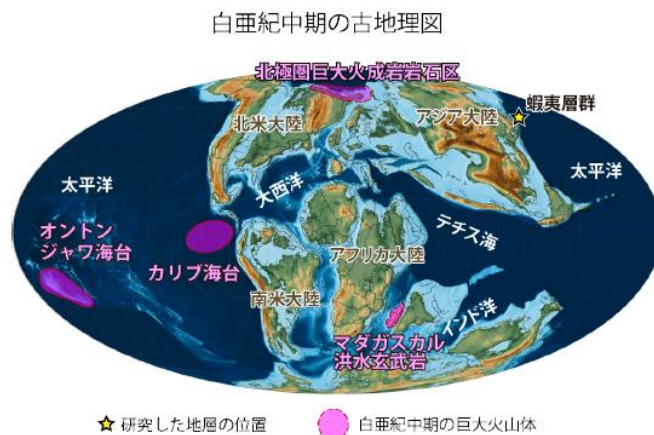 白亜紀中期の古地理図
北極圏巨大火成岩岩石区
蝦夷層群
北米大陸
アジア大陸
太平洋
太平洋
大西洋
オントン
ジャワ海台
テチス海
カリブ海台
アフリカ大陸
南米大陸
インド洋
マダガスカル
洪水玄武岩
研究した地層の位置
白亜紀中期の巨大火山体